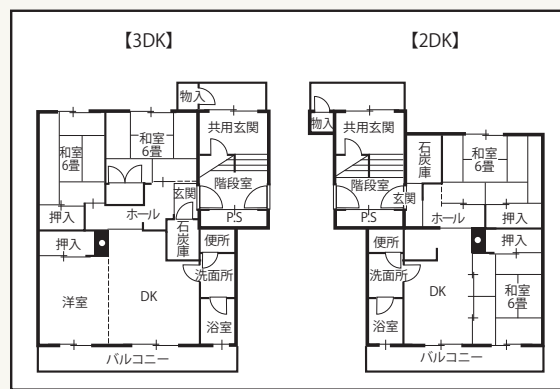 【3DK】
物入
共用玄関
和室
6畳
和室
6畳
階段室
玄関
ホール
押入
P.S
石炭庫
便所
押入
洗面所
洋室
DK
浴室
バルコニー
【2DK】
物入
共用玄関
石炭庫
和室
6畳
階段室
玄関
P.S
ホール
押入
便所
押入
洗面所
和室
6畳
DK
浴室
バルコニー